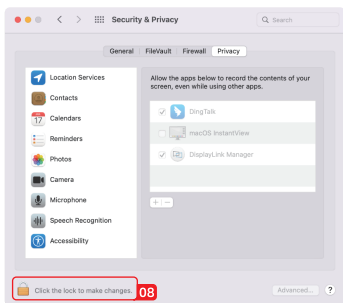 Security & Privacy
Search
General FileVault Firewall Privacy
Location Services
Contacts
17
Calendars
Reminders
Photos
Camera
Microphone
Speech Recognition
Accessibility
Allow the apps below to record the contents of your
screen, even while using other apps.
DingTalk
macOS InstantView
DisplayLink Manager
+ −
Click the lock to make changes.
08
Advanced...
?